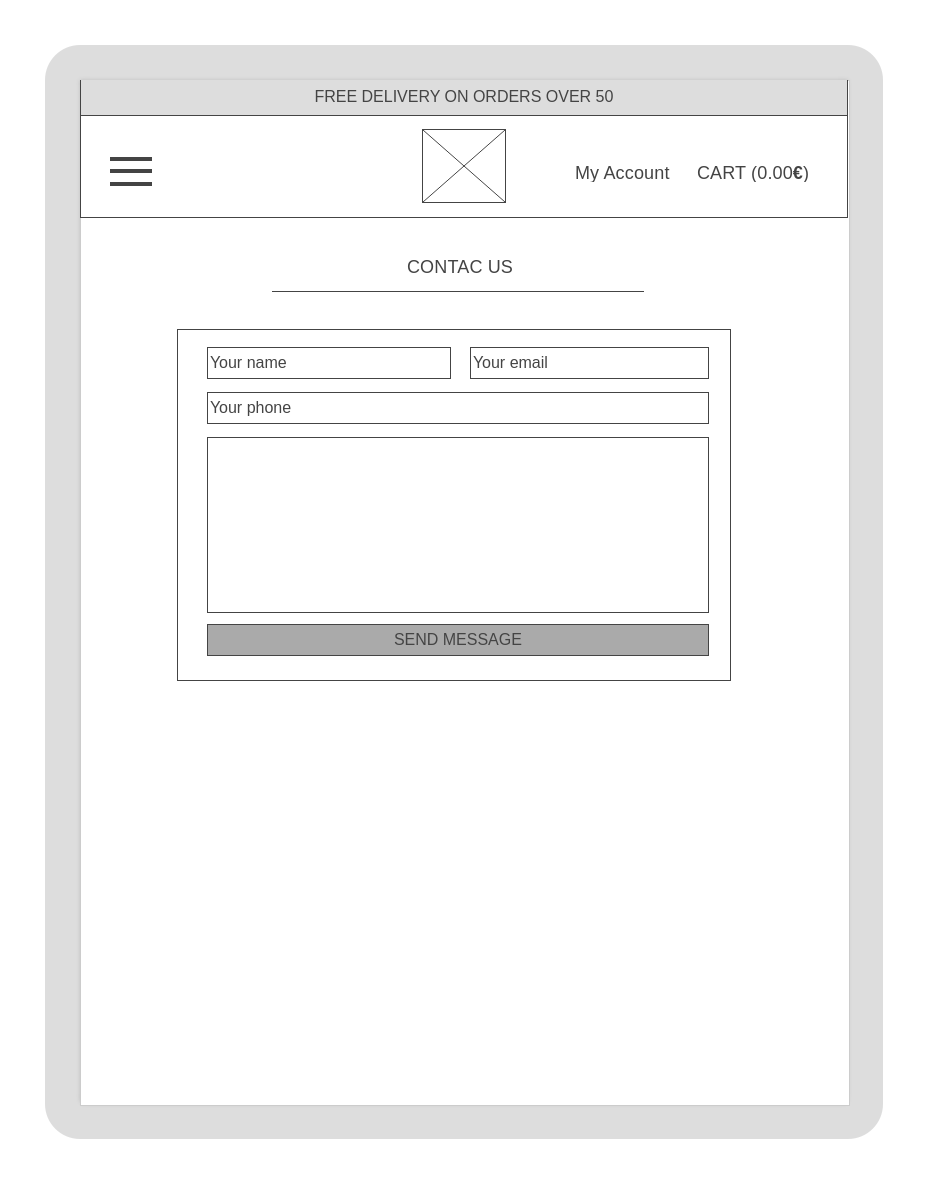 FREE DELIVERY ON ORDERS OVER 50
My Account CART (0.00€)
CONTAC US
Your name Your email
Your phone
SEND MESSAGE